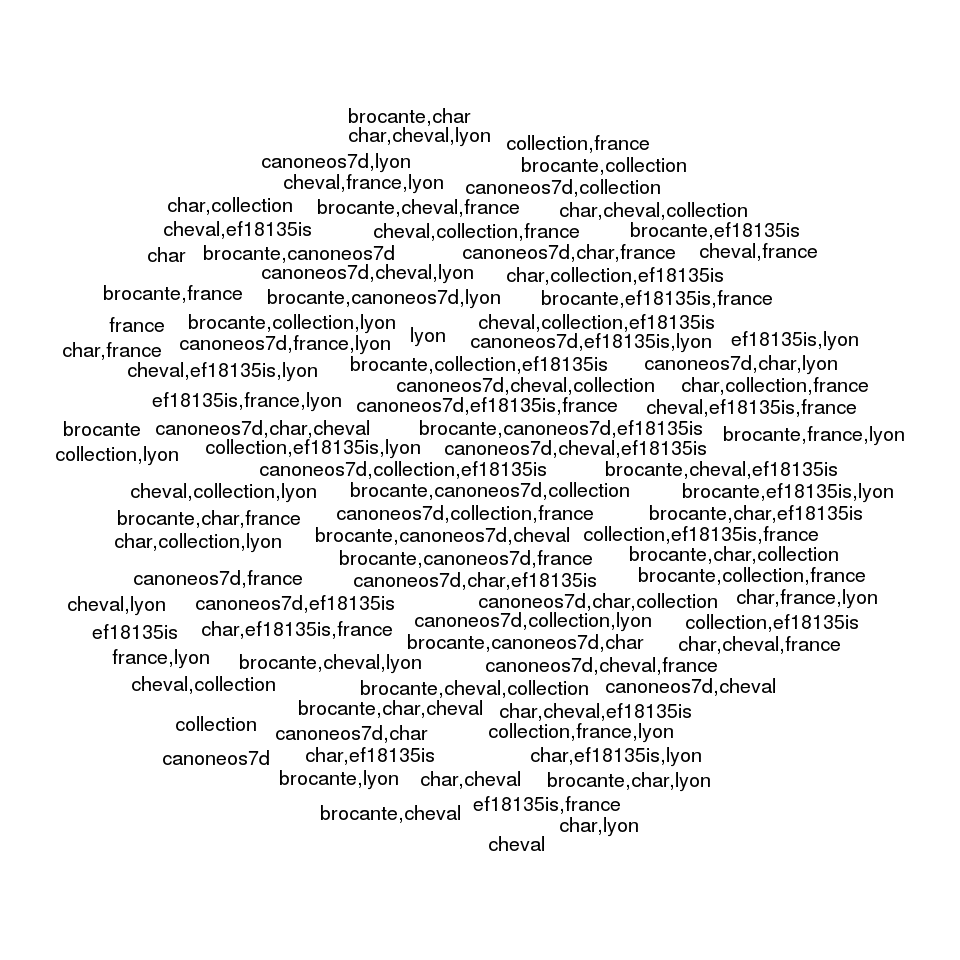 brocante,char
char,cheval,lyon
collection,france
canoneos7d,lyon
brocante,collection
cheval,france,lyon
canoneos7d,collection
char,collection
brocante,cheval,france
char,cheval,collection
cheval,ef18135is
cheval,collection,france
brocante,ef18135is
char
brocante,canoneos7d
canoneos7d,char,france
cheval,france
canoneos7d,cheval,lyon
char,collection,ef18135is
brocante,france
brocante,canoneos7d,lyon
brocante,ef18135is,france
france
brocante,collection,lyon
lyon
cheval,collection,ef18135is
char,france
canoneos7d,france,lyon
canoneos7d,ef18135is,lyon
ef18135is,lyon
cheval,ef18135is,lyon
brocante,collection,ef18135is
canoneos7d,char,lyon
canoneos7d,cheval,collection
char,collection,france
ef18135is,france,lyon
canoneos7d,ef18135is,france
cheval,ef18135is,france
brocante
canoneos7d,char,cheval
brocante,canoneos7d,ef18135is
brocante,france,lyon
collection,lyon
collection,ef18135is,lyon
canoneos7d,cheval,ef18135is
canoneos7d,collection,ef18135is
brocante,cheval,ef18135is
cheval,collection,lyon
brocante,canoneos7d,collection
brocante,ef18135is,lyon
brocante,char,france
canoneos7d,collection,france
brocante,char,ef18135is
char,collection,lyon
brocante,canoneos7d,cheval
collection,ef18135is,france
brocante,canoneos7d,france
brocante,char,collection
canoneos7d,france
canoneos7d,char,ef18135is
brocante,collection,france
cheval,lyon
canoneos7d,ef18135is
canoneos7d,char,collection
char,france,lyon
ef18135is
char,ef18135is,france
canoneos7d,collection,lyon
collection,ef18135is
brocante,canoneos7d,char
char,cheval,france
france,lyon
brocante,cheval,lyon
canoneos7d,cheval,france
cheval,collection
brocante,cheval,collection
canoneos7d,cheval
brocante,char,cheval
char,cheval,ef18135is
collection
canoneos7d,char
collection,france,lyon
canoneos7d
char,ef18135is
char,ef18135is,lyon
brocante,lyon
char,cheval
brocante,char,lyon
brocante,cheval
ef18135is,france
char,lyon
cheval